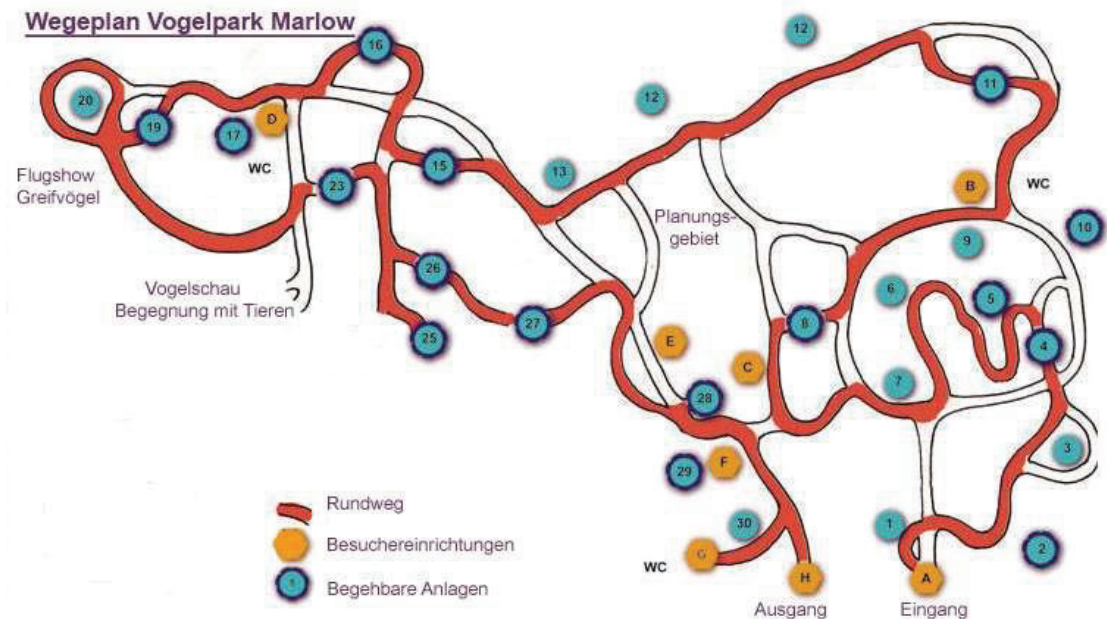 Wegeplan Vogelpark Marlow
16
12
12
11
20
19
17
D
WC
Flugshow
Greifvögel
23
15
13
Planungs-
gebiet
B
WC
10
9
Vogelschau
Begegnung mit Tieren
26
25
27
6
5
8
4
E
C
7
28
3
F
29
30
1
2
G
WC
H
A
Ausgang
Eingang
Rundweg
Besuchereinrichtungen
1
Begehbare Anlagen